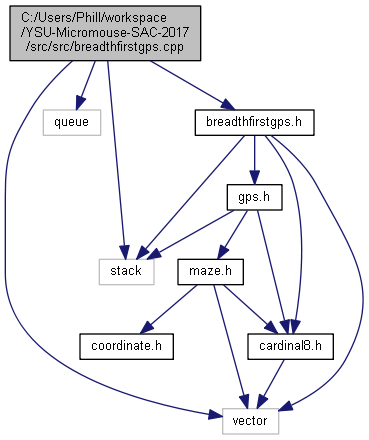 C:/Users/Phill/workspace
/YSU-Micromouse-SAC-2017
/src/src/breadthfirstgps.cpp
queue
breadthfirstgps.h
gps.h
stack
maze.h
coordinate.h
cardinal8.h
vector